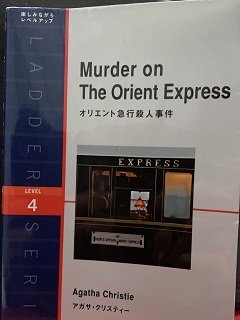 楽しみながら
レベルアップ
LADDER SERI
LEVEL
4
Murder on
The Orient Express
オリエント急行殺人事件
EXPRESS
Agatha Christie
アガサ・クリスティー